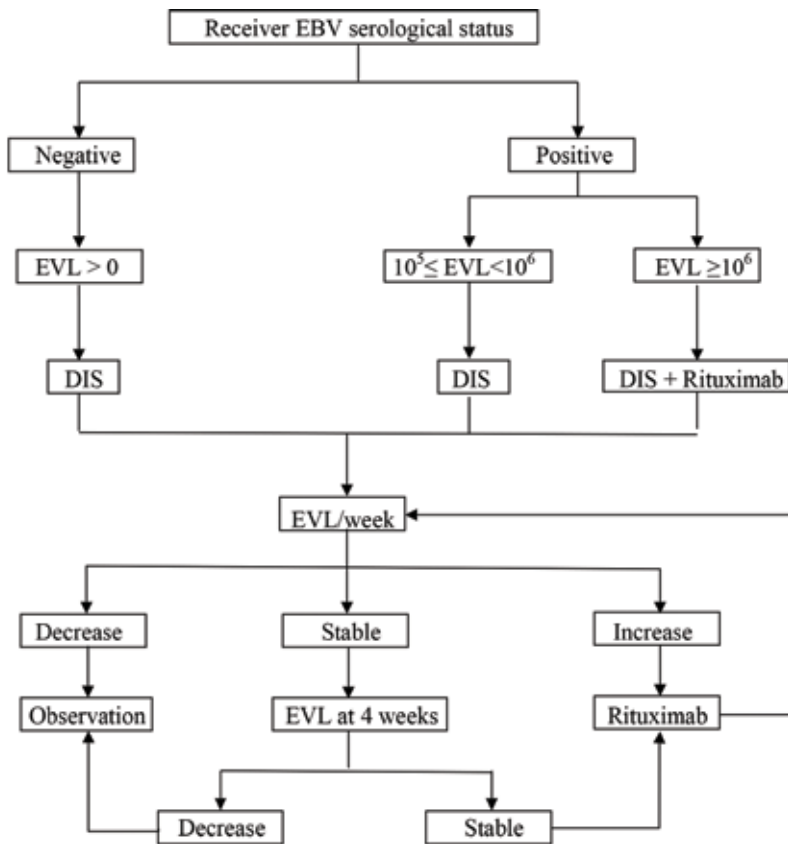 Receiver EBV serological status
Negative
Positive
EVL > 0
10⁵≤ EVL<10⁶
EVL ≥10⁶
DIS
DIS
DIS + Rituximab
EVL/week
Decrease
Stable
Increase
Observation
EVL at 4 weeks
Rituximab
Decrease
Stable